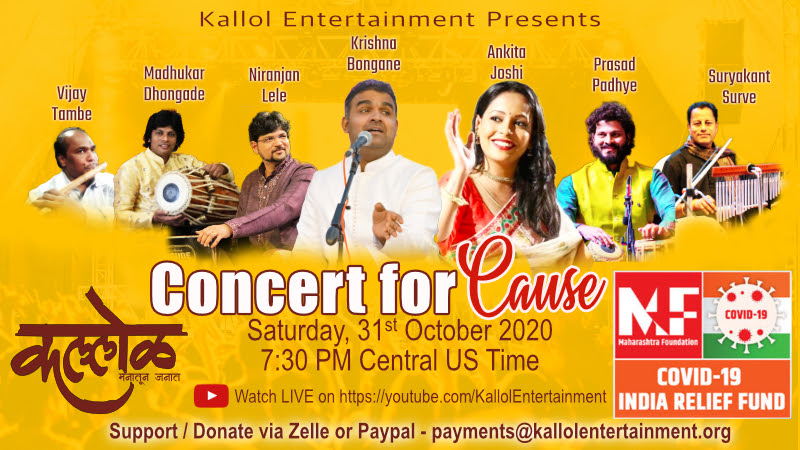 Kallol Entertainment Presents
Vijay
Tambe
Madhukar
Dhongade
Niranjan
Lele
Krishna
Bongane
Ankita
Joshi
Prasad
Padhye
Suryakant
Surve
Concert for Cause
Saturday, 31st October 2020
7:30 PM Central US Time
कल्लोळ
मनातून जनात
Watch LIVE on https://youtube.com/KallolEntertainment
MF
Maharashtra Foundation
COVID-19
COVID-19
INDIA RELIEF FUND
Support / Donate via Zelle or Paypal - payments@kallolentertainment.org